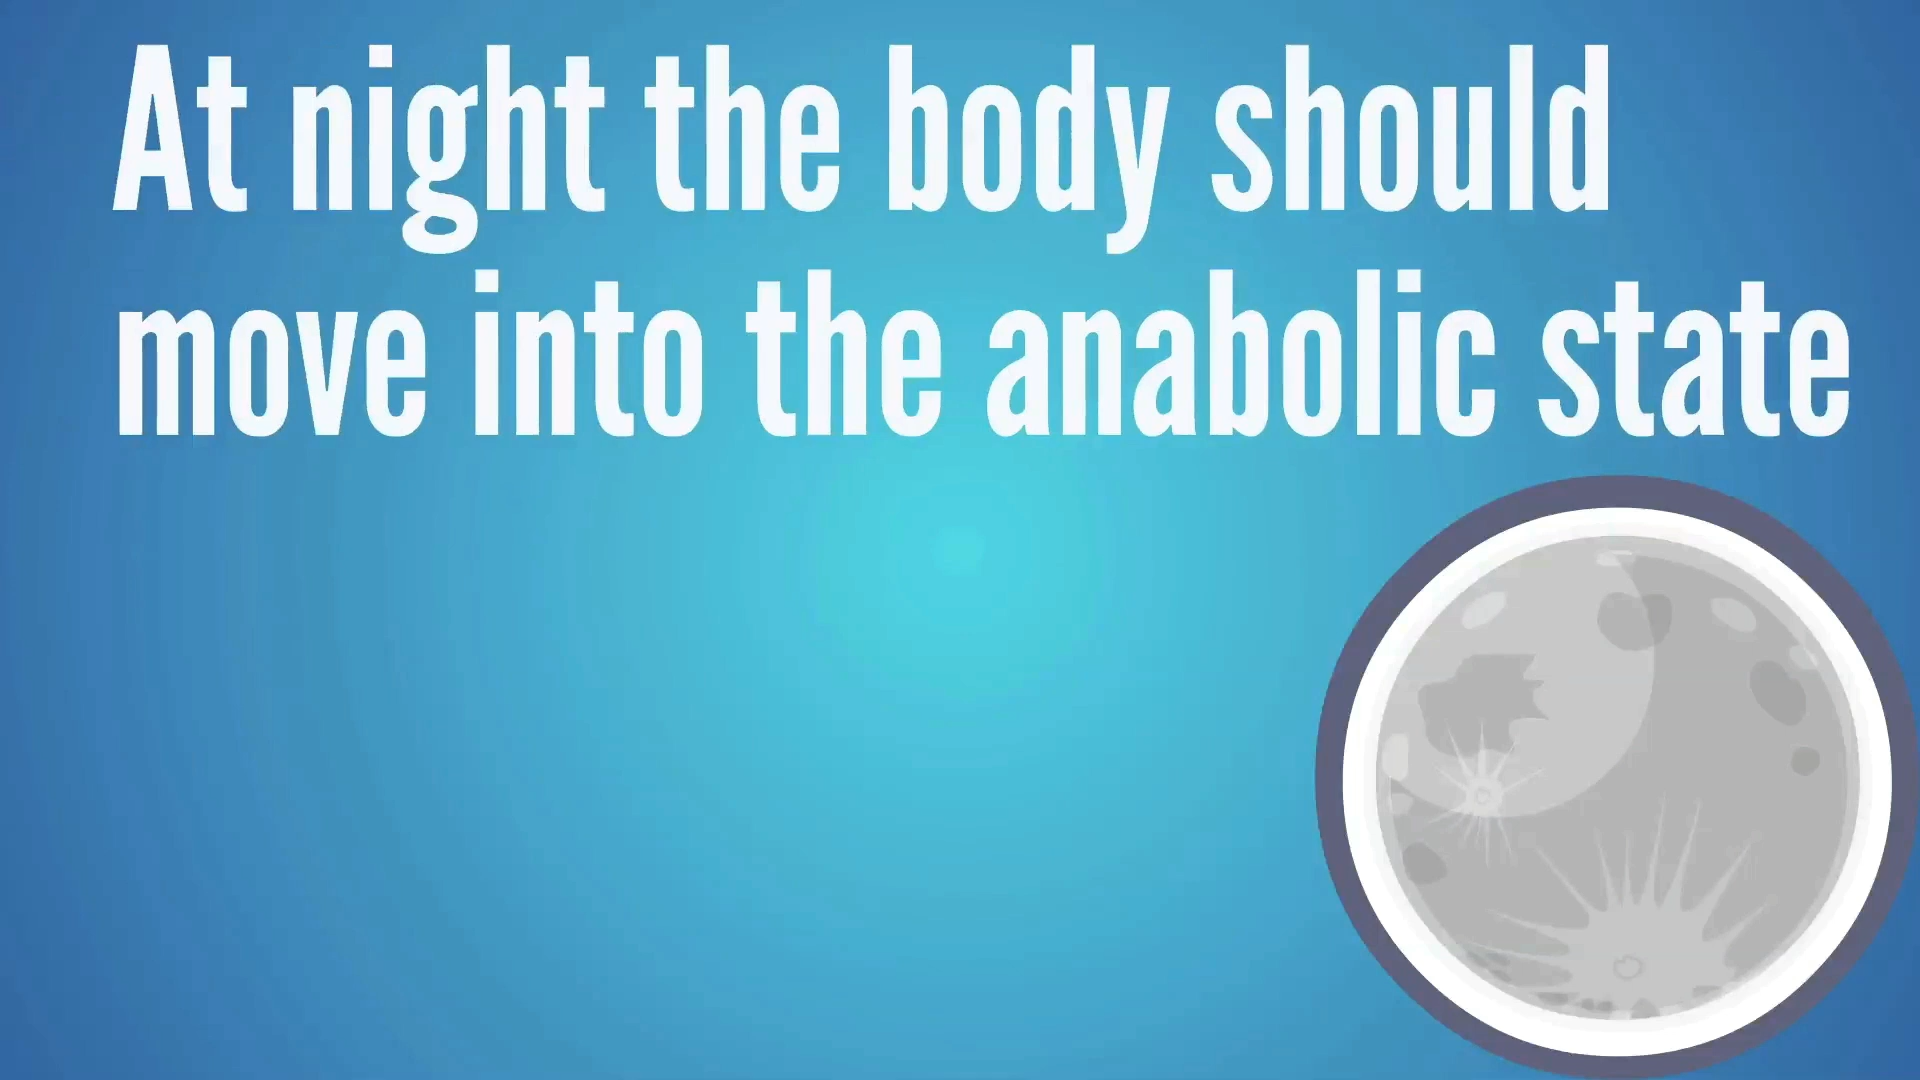 At night the body should
move into the anabolic state